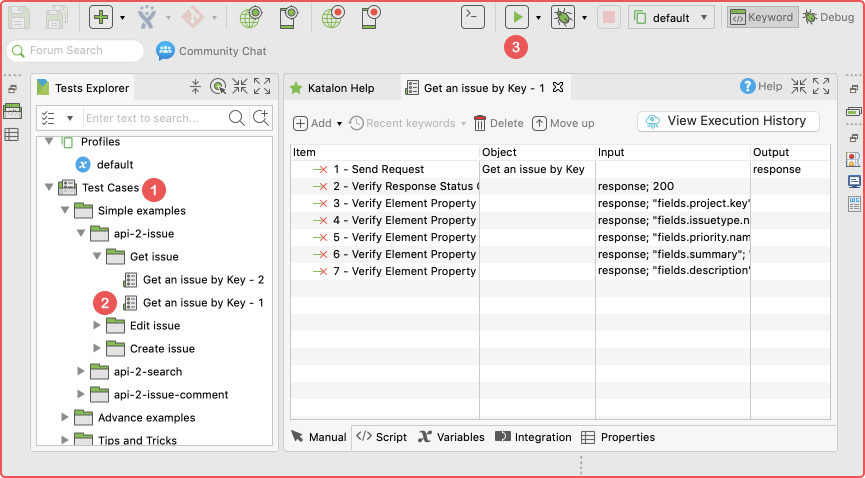 3
default
Keyword
Debug
Forum Search
Community Chat
Tests Explorer
Enter text to search...
Profiles
default
Test Cases
1
Simple examples
api-2-issue
Get issue
Get an issue by Key - 2
2
Get an issue by Key - 1
Edit issue
Create issue
api-2-search
api-2-issue-comment
Advance examples
Tips and Tricks
Katalon Help
Get an issue by Key - 1
Help
Add
Recent keywords
Delete
Move up
View Execution History
Item Object Input Output
1 - Send Request Get an issue by Key response
2 - Verify Response Status response; 200
3 - Verify Element Property response; "fields.project.key"
4 - Verify Element Property response; "fields.issuetype.n
5 - Verify Element Property response; "fields.priority.nam
6 - Verify Element Property response; "fields.summary"; "
7 - Verify Element Property response; "fields.description"
Manual
Script
Variables
Integration
Properties
LOG